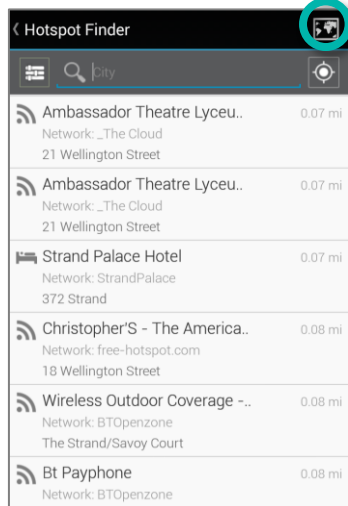 Hotspot Finder
City
Ambassador Theatre Lyceu.. 0.07 mi
Network: _The Cloud
21 Wellington Street
Ambassador Theatre Lyceu.. 0.07 mi
Network: _The Cloud
21 Wellington Street
Strand Palace Hotel 0.07 mi
Network: StrandPalace
372 Strand
Christopher'S - The America.. 0.08 mi
Network: free-hotspot.com
18 Wellington Street
Wireless Outdoor Coverage -.. 0.08 mi
Network: BTOpenzone
The Strand/Savoy Court
Bt Payphone 0.08 mi
Network: BTOpenzone